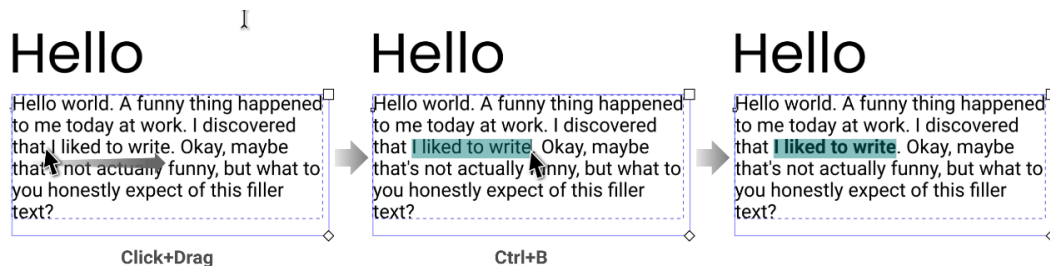 Hello
Hello world. A funny thing happened
to me today at work. I discovered
that I liked to write. Okay, maybe
that's not actually funny, but what to
you honestly expect of this filler
text?
Click+Drag
Hello
Hello world. A funny thing happened
to me today at work. I discovered
that I liked to write. Okay, maybe
that's not actually funny, but what to
you honestly expect of this filler
text?
Ctrl+B
Hello
Hello world. A funny thing happened
to me today at work. I discovered
that I liked to write. Okay, maybe
that's not actually funny, but what to
you honestly expect of this filler
text?